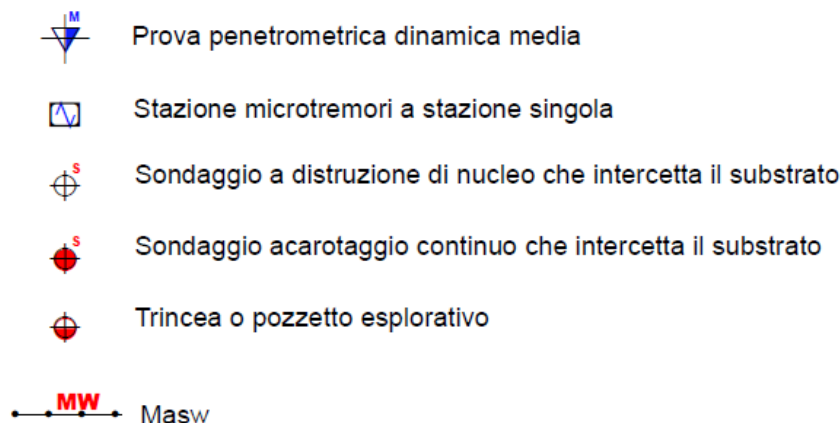 M
Prova penetrometrica dinamica media
Stazione microtremori a stazione singola
S
Sondaggio a distruzione di nucleo che intercetta il substrato
S
Sondaggio acarotaggio continuo che intercetta il substrato
Trincea o pozzetto esplorativo
MW
Masw